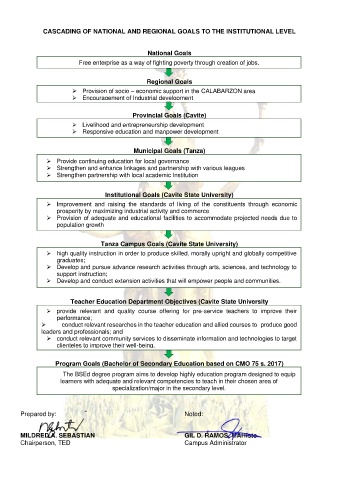 CASCADING OF NATIONAL AND REGIONAL GOALS TO THE INSTITUTIONAL LEVEL
National Goals
Free enterprise as a way of fighting poverty through creation of jobs.
Regional Goals
➢ Provision of socio – economic support in the CALABARZON area
➢ Encouragement of Industrial development
Provincial Goals (Cavite)
➢ Livelihood and entrepreneurship development
➢ Responsive education and manpower development
Municipal Goals (Tanza)
➢ Provide continuing education for local governance
➢ Strengthen and enhance linkages and partnership with various leagues
➢ Strengthen partnership with local academic Institution
Institutional Goals (Cavite State University)
➢ Improvement and raising the standards of living of the constituents through economic
prosperity by maximizing industrial activity and commerce
➢ Provision of adequate and educational facilities to accommodate projected needs due to
population growth
Tanza Campus Goals (Cavite State University)
➢ high quality instruction in order to produce skilled, morally upright and globally competitive
graduates;
➢ Develop and pursue advance research activities through arts, sciences, and technology to
support instruction;
➢ Develop and conduct extension activities that will empower people and communities.
Teacher Education Department Objectives (Cavite State University
➢ provide relevant and quality course offering for pre-service teachers to improve their
performance;
➢ conduct relevant researches in the teacher education and allied courses to produce good
leaders and professionals; and
➢ conduct relevant community services to disseminate information and technologies to target
clienteles to improve their well-being.
Program Goals (Bachelor of Secondary Education based on CMO 75 s. 2017)
The BSEd degree program aims to develop highly education program designed to equip
learners with adequate and relevant competencies to teach in their chosen area of
specialization/major in the secondary level.
Prepared by: Noted:
MILDRED A. SEBASTIAN GIL D. RAMOS,
Chairperson, TED Campus Administrator